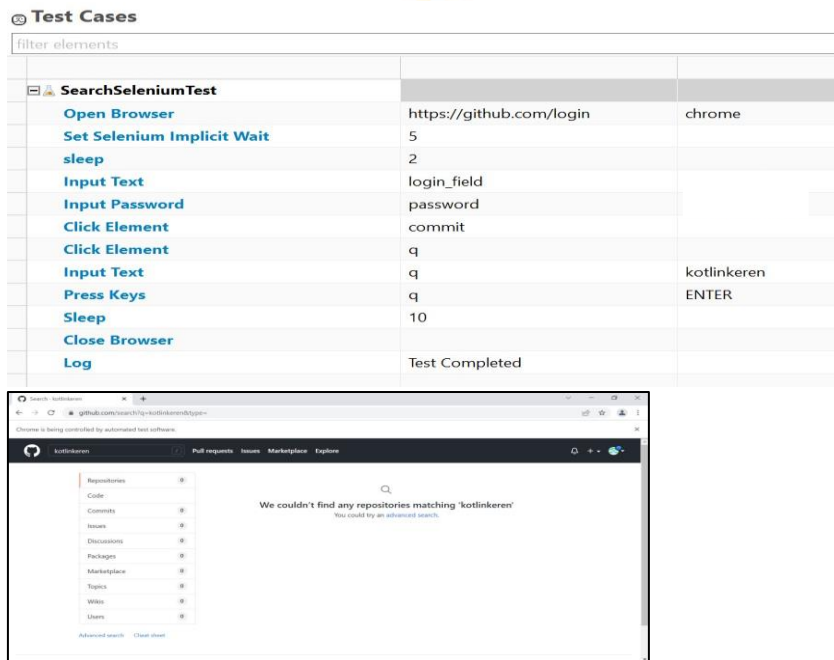 Test Cases
filter elements
SearchSeleniumTest
Open Browser https://github.com/login chrome
Set Selenium Implicit Wait 5
sleep 2
Input Text login_field
Input Password password
Click Element commit
Click Element q
Input Text q kotlinkeren
Press Keys q ENTER
Sleep 10
Close Browser
Log Test Completed
Search · kotlinkeren
github.com/search?q=kotlinkeren&type=
Chrome is being controlled by automated test software.
kotlinkeren / Pull requests Issues Marketplace Explore
Repositories 0
Code
Commits 0
Issues 0
Discussions 0
Packages 0
Marketplace 0
Topics 0
Wikis 0
Users 0
Advanced search Cheat sheet
We couldn't find any repositories matching 'kotlinkeren'
You could try an advanced search.